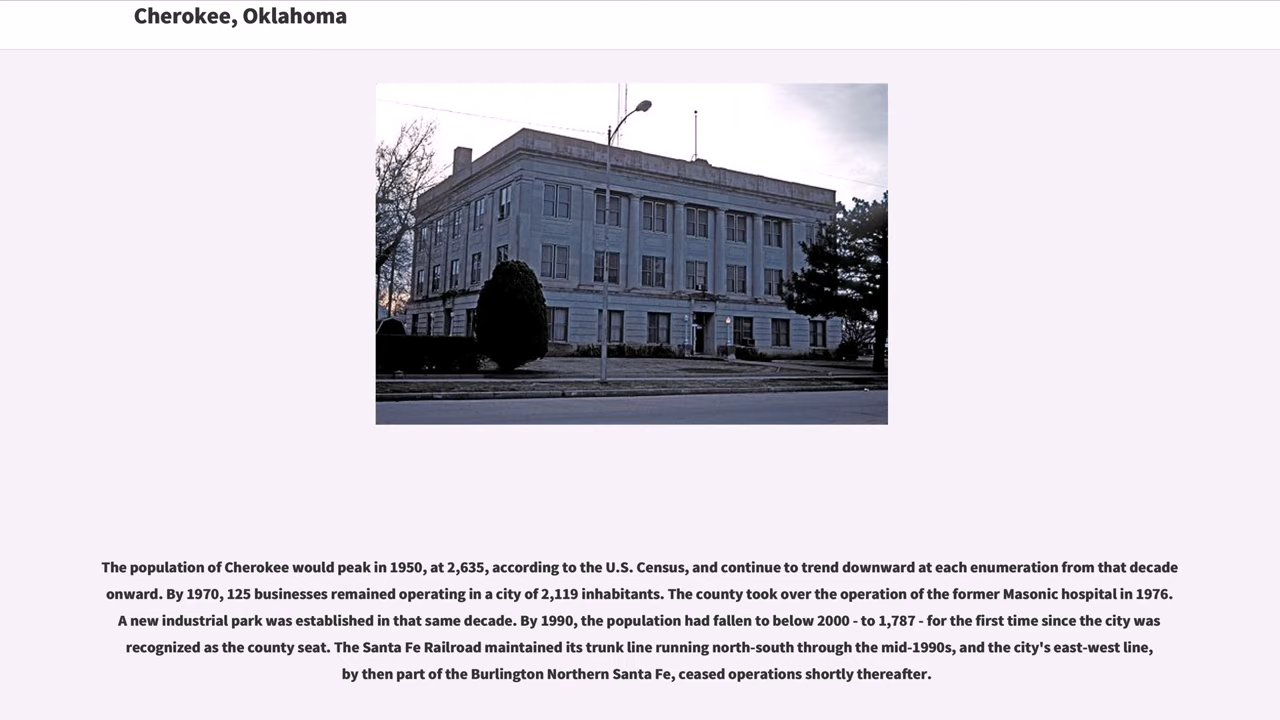 Cherokee, Oklahoma
The population of Cherokee would peak in 1950, at 2,635, according to the U.S. Census, and continue to trend downward at each enumeration from that decade
onward. By 1970, 125 businesses remained operating in a city of 2,119 inhabitants. The county took over the operation of the former Masonic hospital in 1976.
A new industrial park was established in that same decade. By 1990, the population had fallen to below 2000 - to 1,787 - for the first time since the city was
recognized as the county seat. The Santa Fe Railroad maintained its trunk line running north-south through the mid-1990s, and the city's east-west line,
by then part of the Burlington Northern Santa Fe, ceased operations shortly thereafter.